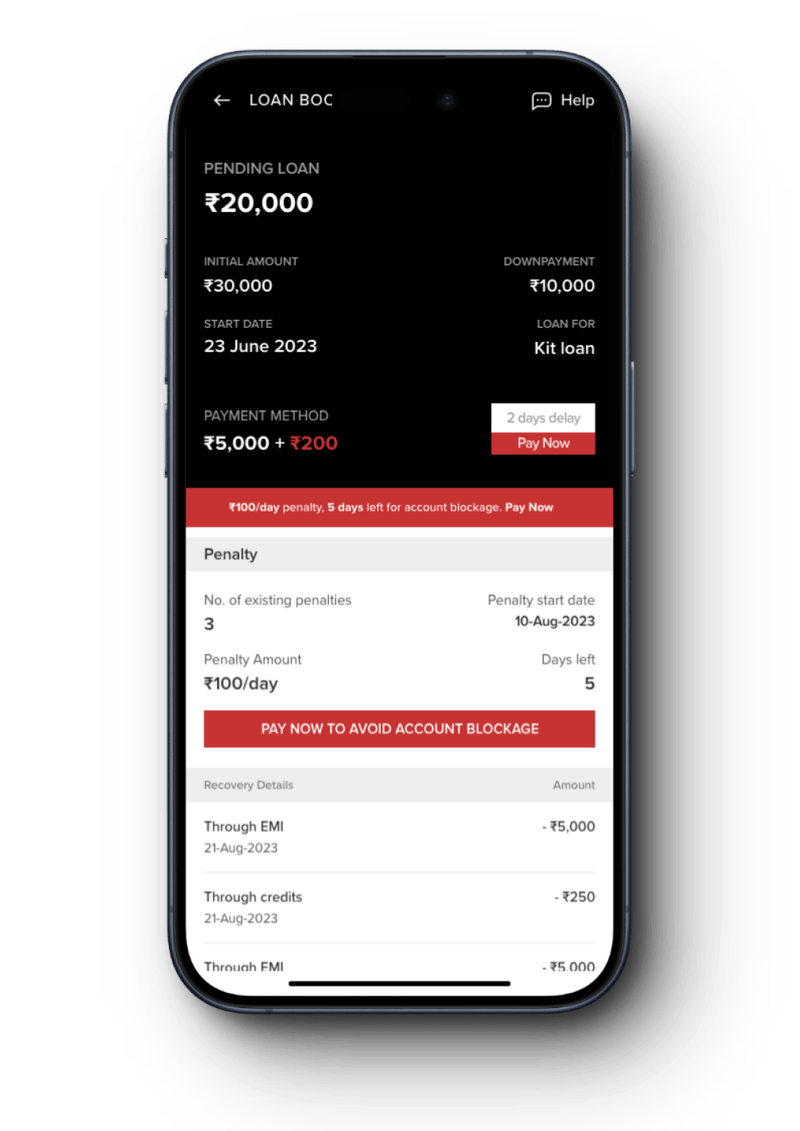 LOAN BOO
Help
PENDING LOAN
₹20,000
INITIAL AMOUNT DOWNPAYMENT
₹30,000 ₹10,000
START DATE LOAN FOR
23 June 2023 Kit loan
PAYMENT METHOD 2 days delay
₹5,000 + ₹200 Pay Now
₹100/day penalty, 5 days left for account blockage. Pay Now
Penalty
No. of existing penalties Penalty start date
3 10-Aug-2023
Penalty Amount Days left
₹100/day 5
PAY NOW TO AVOID ACCOUNT BLOCKAGE
Recovery Details Amount
Through EMI - ₹5,000
21-Aug-2023
Through credits - ₹250
21-Aug-2023
Through EMI - ₹5,000